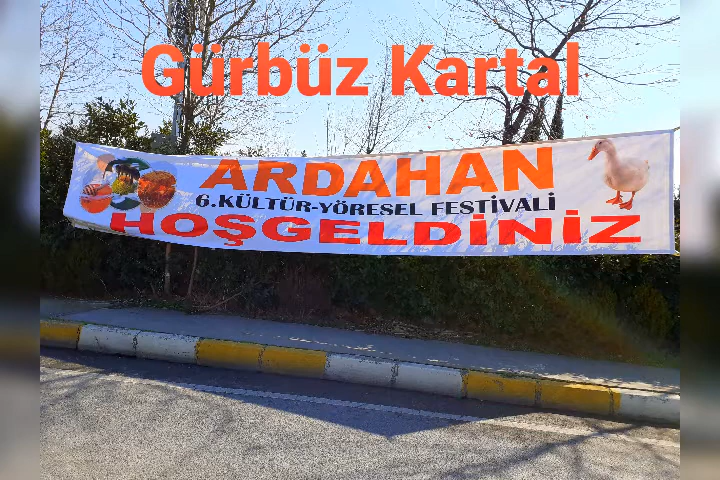 Gürbüz Kartal
ARDAHAN
6.KÜLTÜR-YÖRESEL FESTİVALİ
HOŞGELDİNİZ